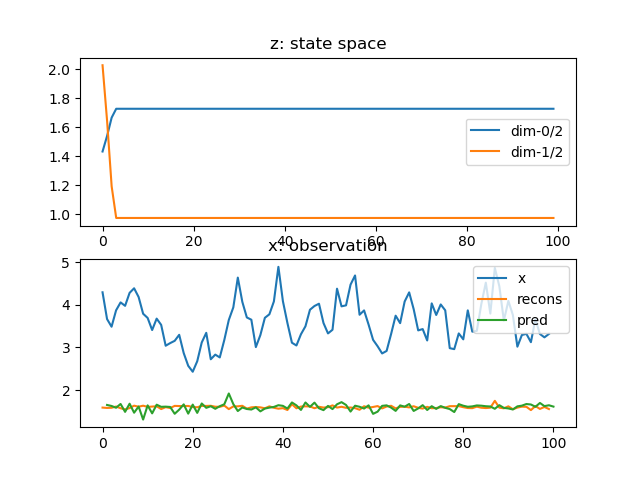 z: state space
2.0
1.8
1.6
1.4
1.2
1.0
dim-0/2
dim-1/2
0 20 40 60 80 100
x: observation
5
4
3
2
x
recons
pred
0 20 40 60 80 100